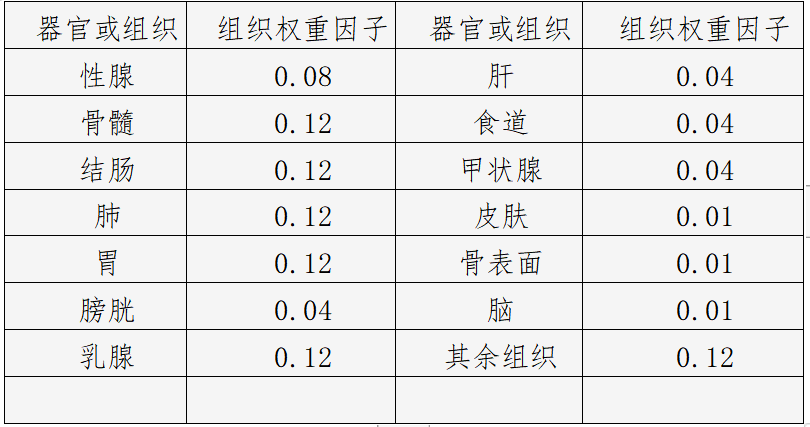 器官或组织 组织权重因子 器官或组织 组织权重因子
性腺 0.08 肝 0.04
骨髓 0.12 食道 0.04
结肠 0.12 甲状腺 0.04
肺 0.12 皮肤 0.01
胃 0.12 骨表面 0.01
膀胱 0.04 脑 0.01
乳腺 0.12 其余组织 0.12